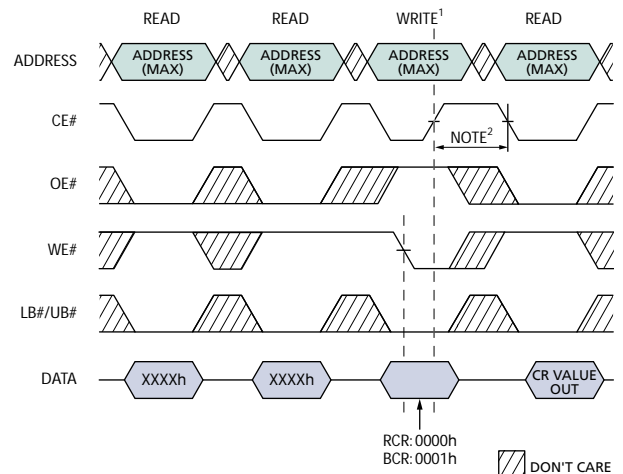 READ READ WRITE1 READ
ADDRESS
ADDRESS (MAX)
ADDRESS (MAX)
ADDRESS (MAX)
ADDRESS (MAX)
CE#
NOTE2
OE#
WE#
LB#/UB#
DATA
XXXXh
XXXXh
CR VALUE OUT
RCR: 0000h
BCR: 0001h
DON'T CARE